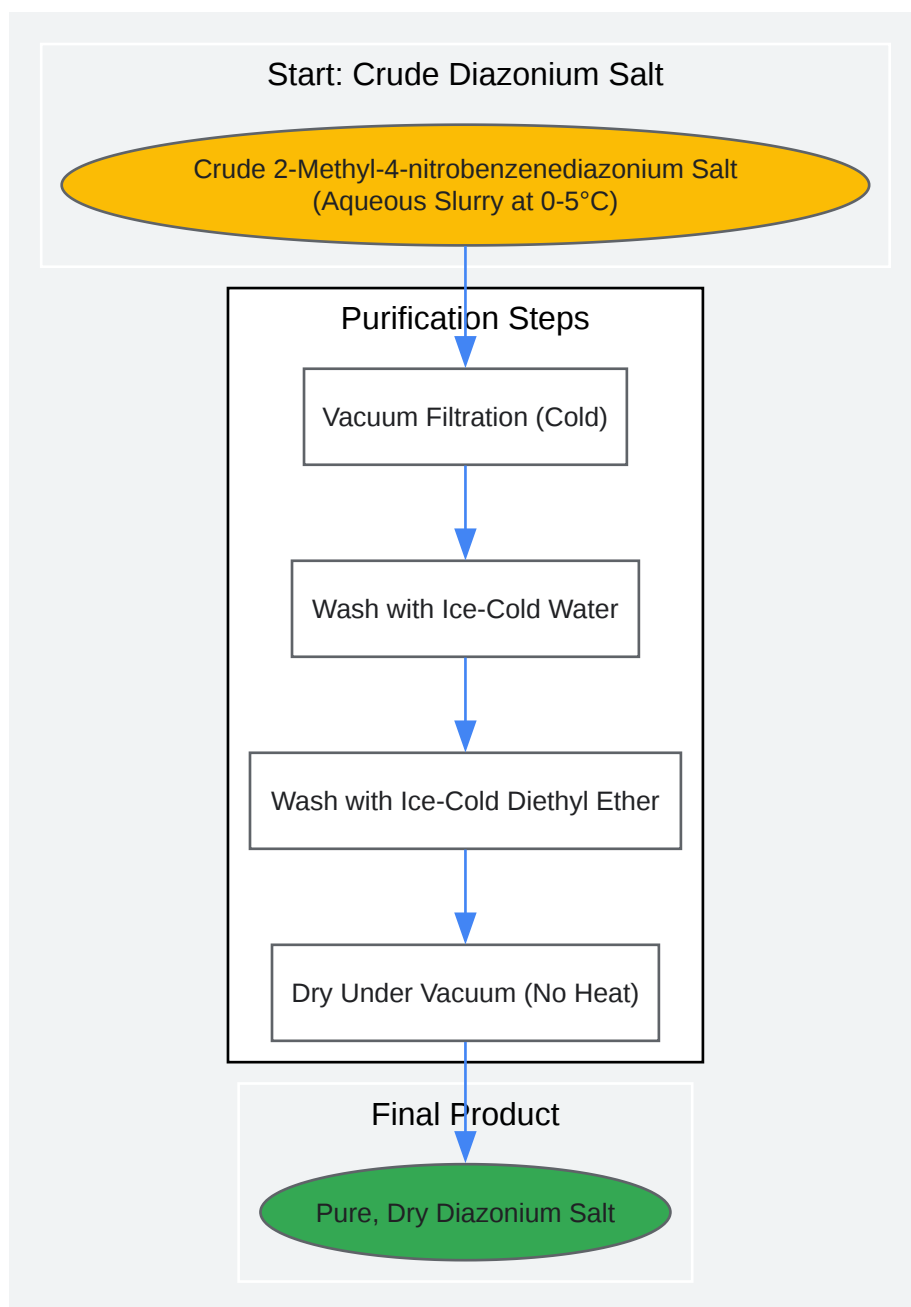 Start: Crude Diazonium Salt
Crude 2-Methyl-4-nitrobenzenediazonium Salt
(Aqueous Slurry at 0-5°C)
Purification Steps
Vacuum Filtration (Cold)
Wash with Ice-Cold Water
Wash with Ice-Cold Diethyl Ether
Dry Under Vacuum (No Heat)
Final Product
Pure, Dry Diazonium Salt